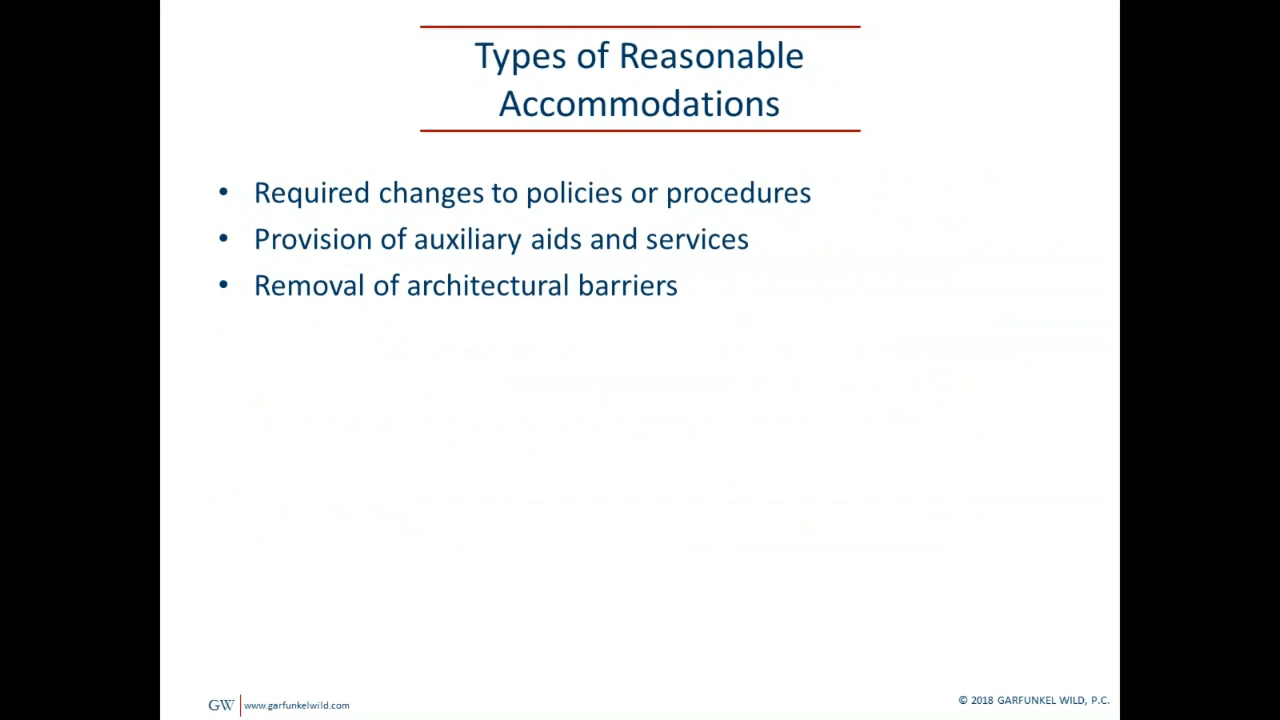 Types of Reasonable
Accommodations
• Required changes to policies or procedures
• Provision of auxiliary aids and services
• Removal of architectural barriers
GW www.garfunkelwild.com
© 2018 GARFUNKEL WILD, P.C.